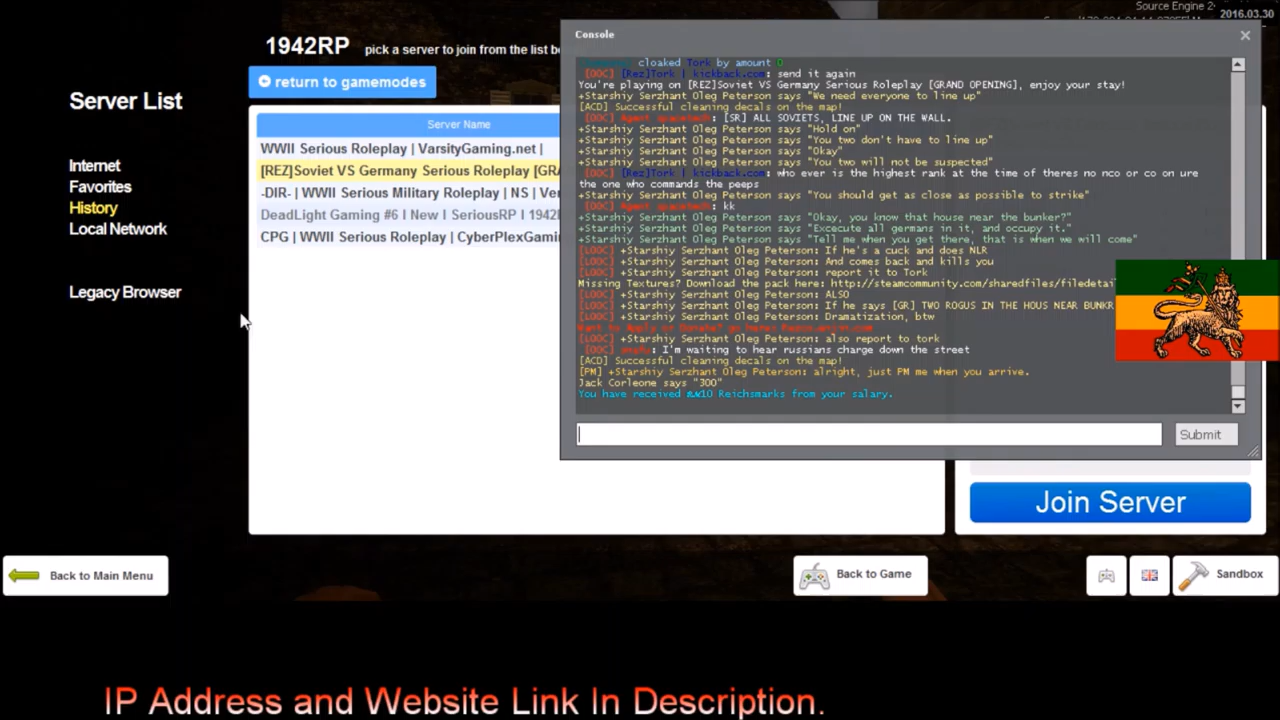 Source Engine 2
2016.03.30
1942RP pick a server to join from the list be
return to gamemodes
Server List
Internet
Favorites
History
Local Network
Legacy Browser
Server Name
WWII Serious Roleplay | VarsityGaming.net |
[REZ]Soviet VS Germany Serious Roleplay [GRA
-DIR- | WWII Serious Military Roleplay | NS | Ver
DeadLight Gaming #6 I New I SeriousRP I 1942
CPG | WWII Serious Roleplay | CyberPlexGamin
Console
cloaked Tork by amount 0
[OOC] [Rez]Tork | kickback.com: send it again
You're playing on [REZ]Soviet VS Germany Serious Roleplay [GRAND OPENING], enjoy your stay!
+Starshiy Serzhant Oleg Peterson says "We need everyone to line up"
[ACD] Successful cleaning decals on the map!
[OOC] Agent spacetech: [SR] ALL SOVIETS, LINE UP ON THE WALL.
+Starshiy Serzhant Oleg Peterson says "Hold on"
+Starshiy Serzhant Oleg Peterson says "You two don't have to line up"
+Starshiy Serzhant Oleg Peterson says "Okay"
+Starshiy Serzhant Oleg Peterson says "You two will not be suspected"
[OOC] [Rez]Tork | kickback.com: who ever is the highest rank at the time of theres no nco or co on ure
the one who commands the peeps
+Starshiy Serzhant Oleg Peterson says "You should get as close as possible to strike"
[OOC] Agent spacetech: kk
+Starshiy Serzhant Oleg Peterson says "Okay, you know that house near the bunker?"
+Starshiy Serzhant Oleg Peterson says "Excecute all germans in it, and occupy it."
+Starshiy Serzhant Oleg Peterson says "Tell me when you get there, that is when we will come"
[LOOC] +Starshiy Serzhant Oleg Peterson: If he's a cuck and does NLR
[LOOC] +Starshiy Serzhant Oleg Peterson: And comes back and kills you
[LOOC] +Starshiy Serzhant Oleg Peterson: report it to Tork
Missing Textures? Download the pack here: http://steamcommunity.com/sharedfiles/filedetai
[LOOC] +Starshiy Serzhant Oleg Peterson: ALSO
[LOOC] +Starshiy Serzhant Oleg Peterson: If he says [GR] TWO ROGUS IN THE HOUS NEAR BUNKR
[LOOC] +Starshiy Serzhant Oleg Peterson: Dramatization, btw
Want to Apply or Donate? go here:
[LOOC] +Starshiy Serzhant Oleg Peterson: also report to tork
[OOC] I'm waiting to hear russians charge down the street
[ACD] Successful cleaning decals on the map!
[PM] +Starshiy Serzhant Oleg Peterson: alright, just PM me when you arrive.
Jack Corleone says "300"
You have received 10 Reichsmarks from your salary.
Submit
Join Server
Back to Main Menu
Back to Game
Sandbox
IP Address and Website Link In Description.